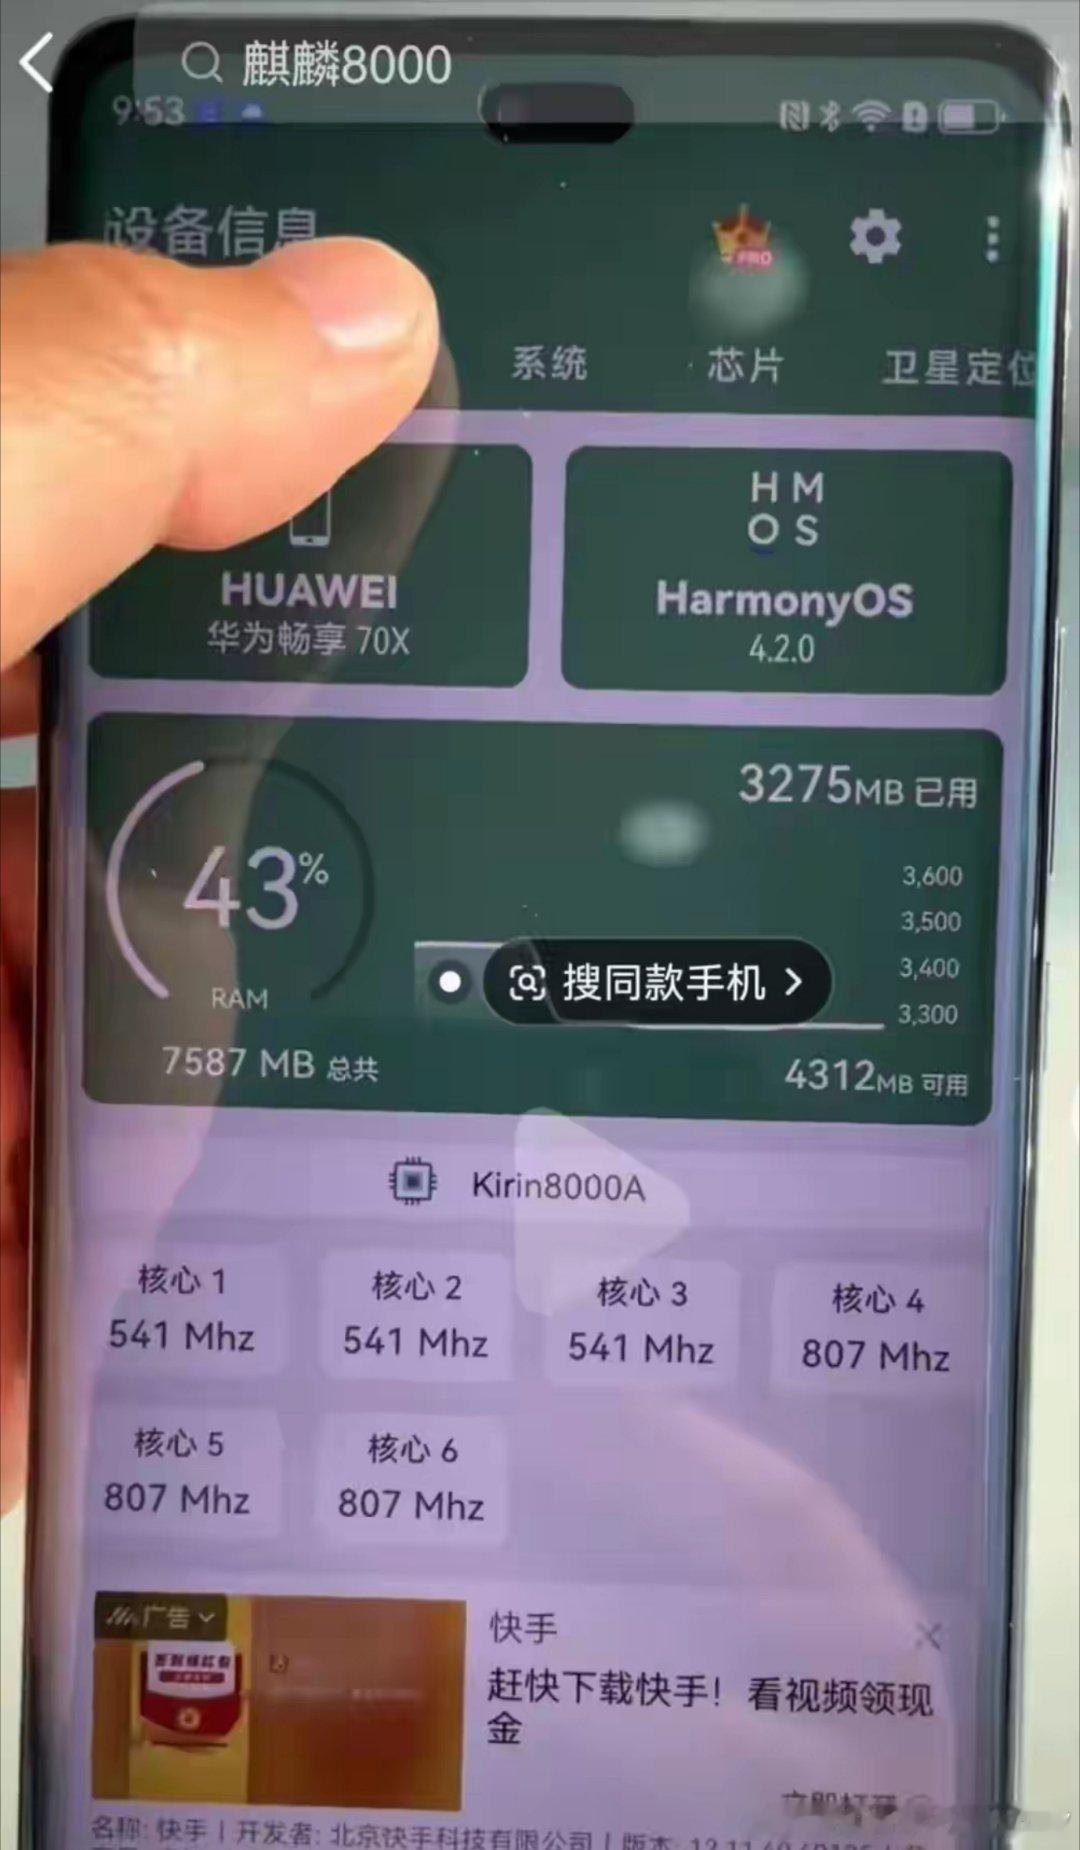 麒麟8000
9:53
设备信息
PRO
系统
芯片
卫星定位
HUAWEI
华为畅享 70X
H M
O S
HarmonyOS
4.2.0
43%
RAM
7587 MB 总共
3275MB 已用
3,600
3,500
3,400
3,300
搜同款手机
4312MB 可用
Kirin8000A
核心 1
541 Mhz
核心 2
541 Mhz
核心 3
541 Mhz
核心 4
807 Mhz
核心 5
807 Mhz
核心 6
807 Mhz
广告
快手
赶快下载快手！看视频领现
金
名称: 快手 | 开发者: 北京快手科技有限公司 | 版本: